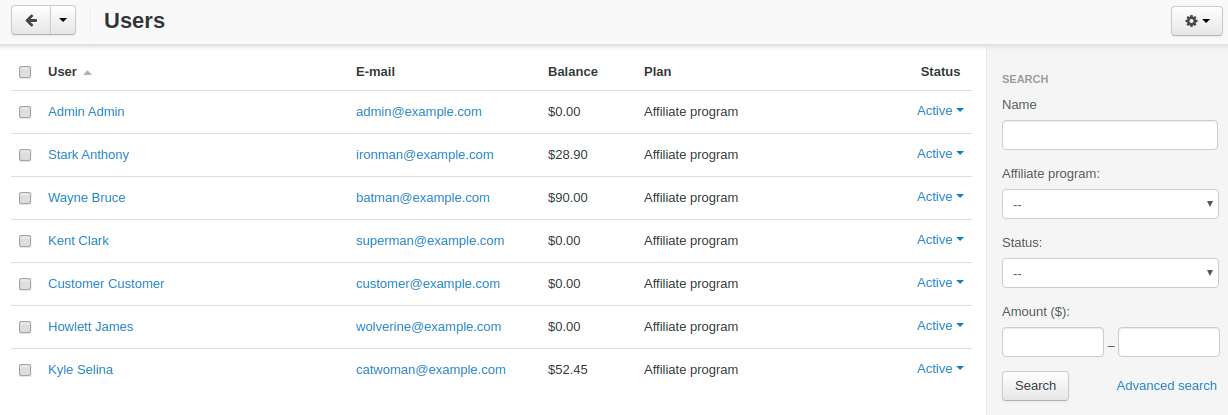 Users
User E-mail Balance Plan Status
Admin Admin admin@example.com $0.00 Affiliate program Active
Stark Anthony ironman@example.com $28.90 Affiliate program Active
Wayne Bruce batman@example.com $90.00 Affiliate program Active
Kent Clark superman@example.com $0.00 Affiliate program Active
Customer Customer customer@example.com $0.00 Affiliate program Active
Howlett James wolverine@example.com $0.00 Affiliate program Active
Kyle Selina catwoman@example.com $52.45 Affiliate program Active
SEARCH
Name
Affiliate program:
--
Status:
--
Amount ($):
–
Search Advanced search